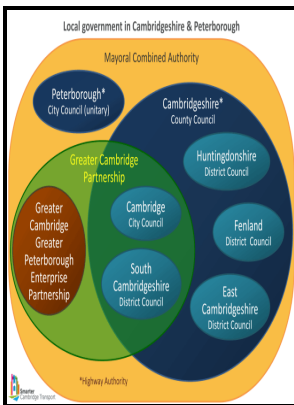 Local government in Cambridgeshire & Peterborough
Mayoral Combined Authority
Peterborough*
City Council (unitary)
Cambridgeshire*
County Council
Greater Cambridge
Partnership
Huntingdonshire
District Council
Greater
Cambridge
Greater
Peterborough
Enterprise
Partnership
Cambridge
City Council
Fenland
District Council
South
Cambridgeshire
District Council
East
Cambridgeshire
District Council
*Highway Authority
Smarter
Cambridge Transport